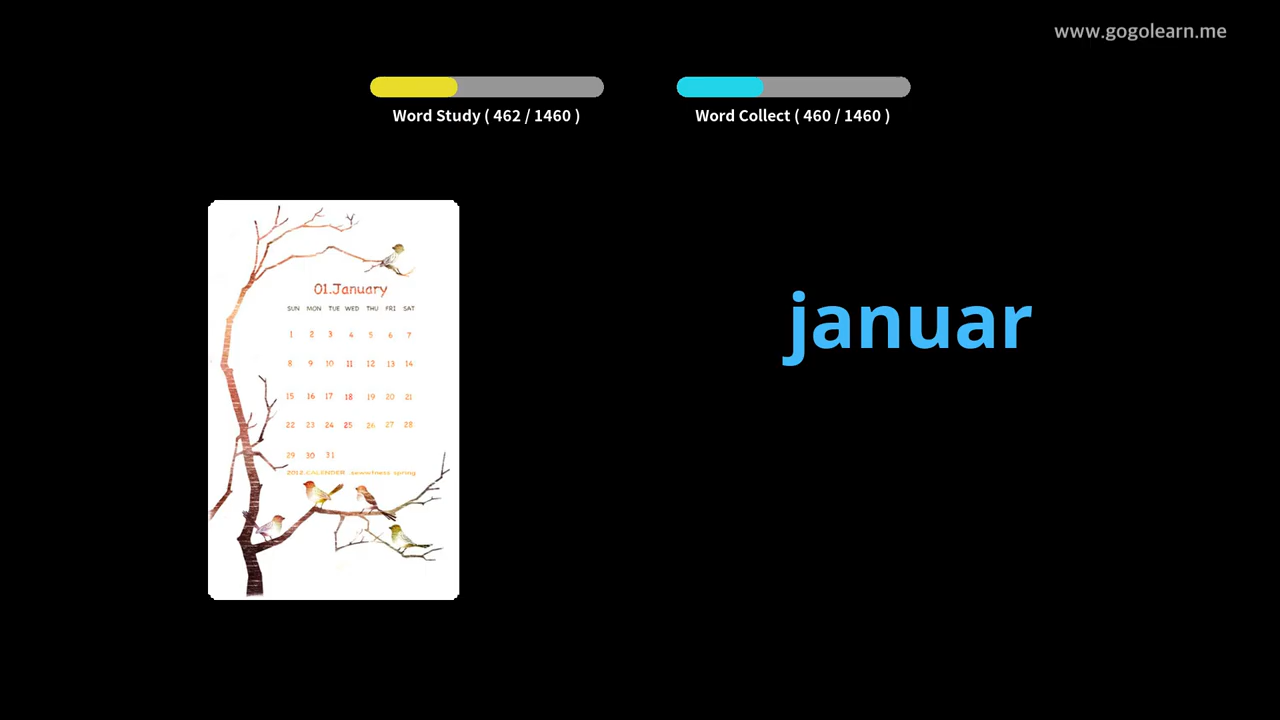 www.gogolearn.me
Word Study ( 462 / 1460 )
Word Collect ( 460 / 1460 )
januar
01.January
SUN MON TUE WED THU FRI SAT
1 2 3 4 5 6 7
8 9 10 11 12 13 14
15 16 17 18 19 20 21
22 23 24 25 26 27 28
29 30 31
spring